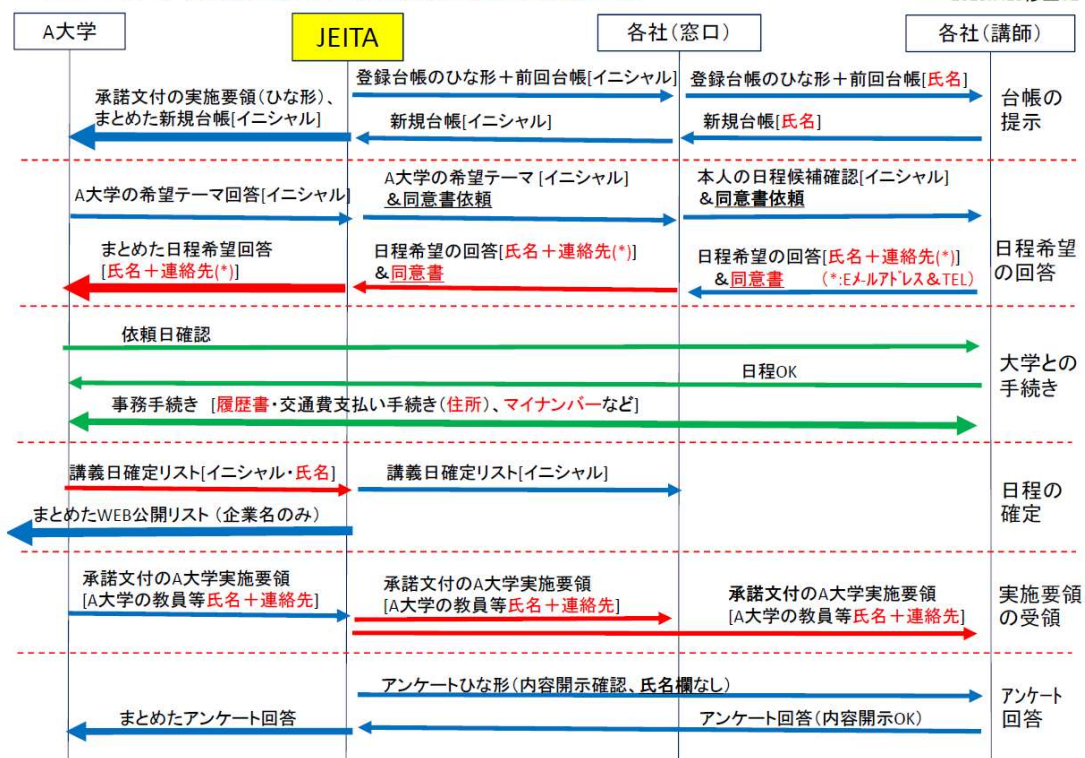 A大学
JEITA
各社(窓口)
各社(講師)
登録台帳のひな形+前回台帳[イニシャル]
登録台帳のひな形+前回台帳[氏名]
承諾文付の実施要領(ひな形)、
まとめた新規台帳[イニシャル]
新規台帳[イニシャル]
新規台帳[氏名]
台帳の
提示
A大学の希望テーマ回答[イニシャル]
A大学の希望テーマ [イニシャル]
&同意書依頼
本人の日程候補確認[イニシャル]
&同意書依頼
まとめた日程希望回答
[氏名+連絡先(*)]
日程希望の回答[氏名+連絡先(*)]
&同意書
日程希望の回答[氏名+連絡先(*)]
&同意書 (*:Eメールアドレス&TEL)
日程希望
の回答
依頼日確認
日程OK
事務手続き [履歴書・交通費支払い手続き(住所)、マイナンバーなど]
大学との
手続き
講義日確定リスト[イニシャル・氏名]
講義日確定リスト[イニシャル]
まとめたWEB公開リスト (企業名のみ)
日程の
確定
承諾文付のA大学実施要領
[A大学の教員等氏名+連絡先]
承諾文付のA大学実施要領
[A大学の教員等氏名+連絡先]
承諾文付のA大学実施要領
[A大学の教員等氏名+連絡先]
実施要領
の受領
アンケートひな形(内容開示確認、氏名欄なし)
まとめたアンケート回答
アンケート回答(内容開示OK)
アンケート
回答